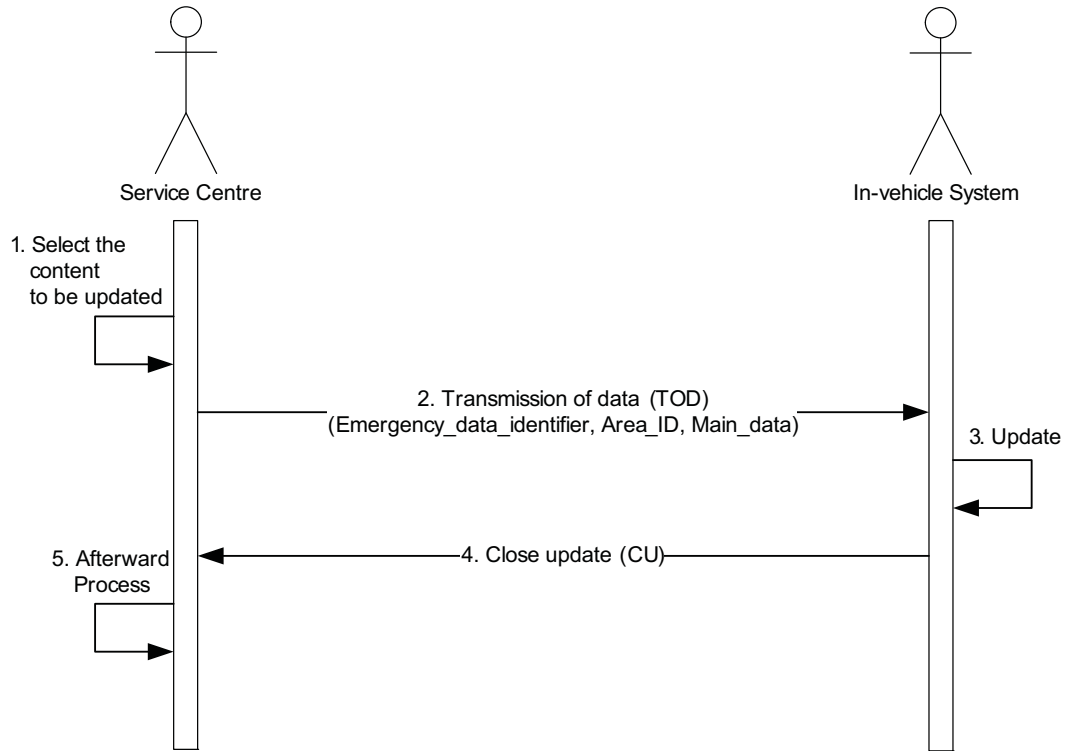 Service Centre
In-vehicle System
1. Select the
content
to be updated
2. Transmission of data (TOD)
(Emergency_data_identifier, Area_ID, Main_data)
3. Update
4. Close update (CU)
5. Afterward
Process